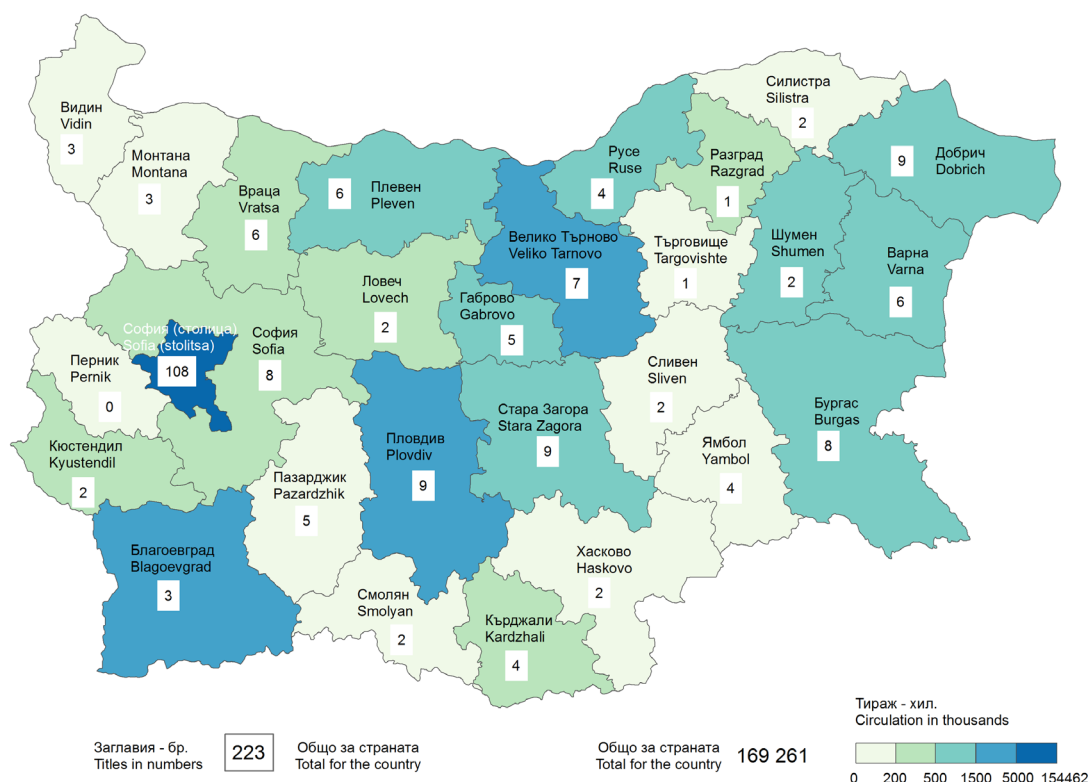 Силистра
Silistra
2
Видин
Vidin
3
Монтана
Montana
3
Враца
Vratsa
6
6
Плевен
Pleven
Русе
Ruse
4
Разград
Razgrad
1
9
Добрич
Dobrich
Велико Търново
Veliko Tarnovo
7
Търговище
Targovishte
1
Шумен
Shumen
2
Варна
Varna
6
Ловеч
Lovech
2
Габрово
Gabrovo
5
София (столица)
Sofia (stolitsa)
108
София
Sofia
8
Перник
Pernik
0
Сливен
Sliven
2
Бургас
Burgas
8
Кюстендил
Kyustendil
2
Пловдив
Plovdiv
9
Стара Загора
Stara Zagora
9
Ямбол
Yambol
4
Пазарджик
Pazardzhik
5
Благоевград
Blagoevgrad
3
Хасково
Haskovo
2
Смолян
Smolyan
2
Кърджали
Kardzhali
4
Заглавия - бр.
Titles in numbers
223
Общо за страната
Total for the country
Общо за страната
Total for the country
169 261
Тираж - хил.
Circulation in thousands
0 200 500 1500 5000 154462